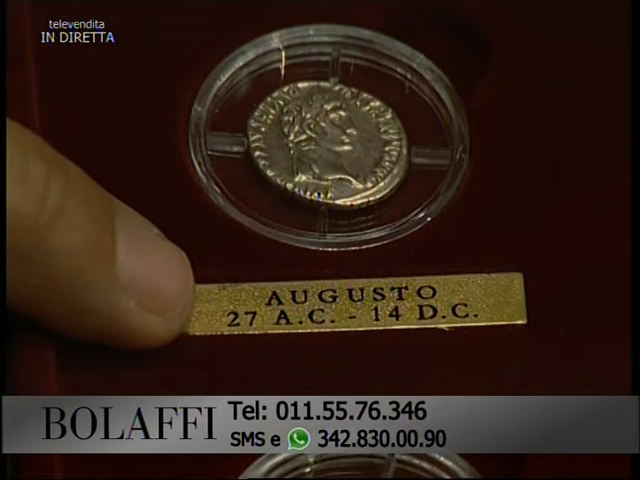 televendita
IN DIRETTA
AUGUSTO
27 A.C. - 14 D.C.
BOLAFFI
Tel: 011.55.76.346
SMS e 342.830.00.90